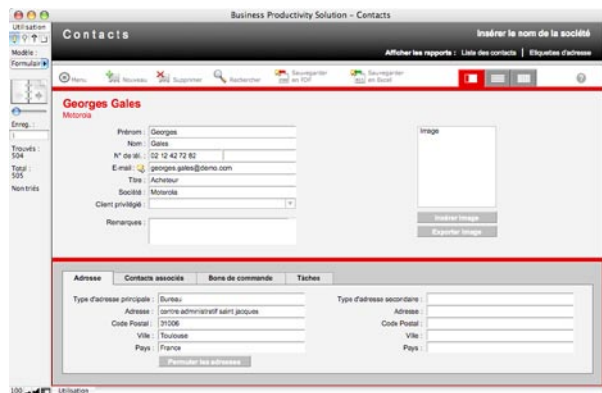 Business Productivity Solution – Contacts
Utilisation
Contacts
Insérer le nom de la société
Afficher les rapports : Liste des contacts | Etiquettes d'adresse
Modèle :
Formulair
Menu
Nouveau
Supprimer
Rechercher
Sauvegarder en PDF
Sauvegarder en Excel
Georges Gales
Motorola
Enreg. :
1
Trouvés :
504
Total :
505
Non triés
Prénom : Georges
Nom : Gales
N° de tél. : 02 12 42 72 82
E-mail : georges.gales@demo.com
Titre : Acheteur
Société : Motorola
Client privilégié :
Remarques :
Image
Insérer image
Exporter image
Adresse
Contacts associés
Bons de commande
Tâches
Type d'adresse principale : Bureau
Adresse : centre administratif saint jacques
Code Postal : 31006
Ville : Toulouse
Pays : France
Permuter les adresses
Type d'adresse secondaire :
Adresse :
Code Postal :
Ville :
Pays :
100
Utilisation